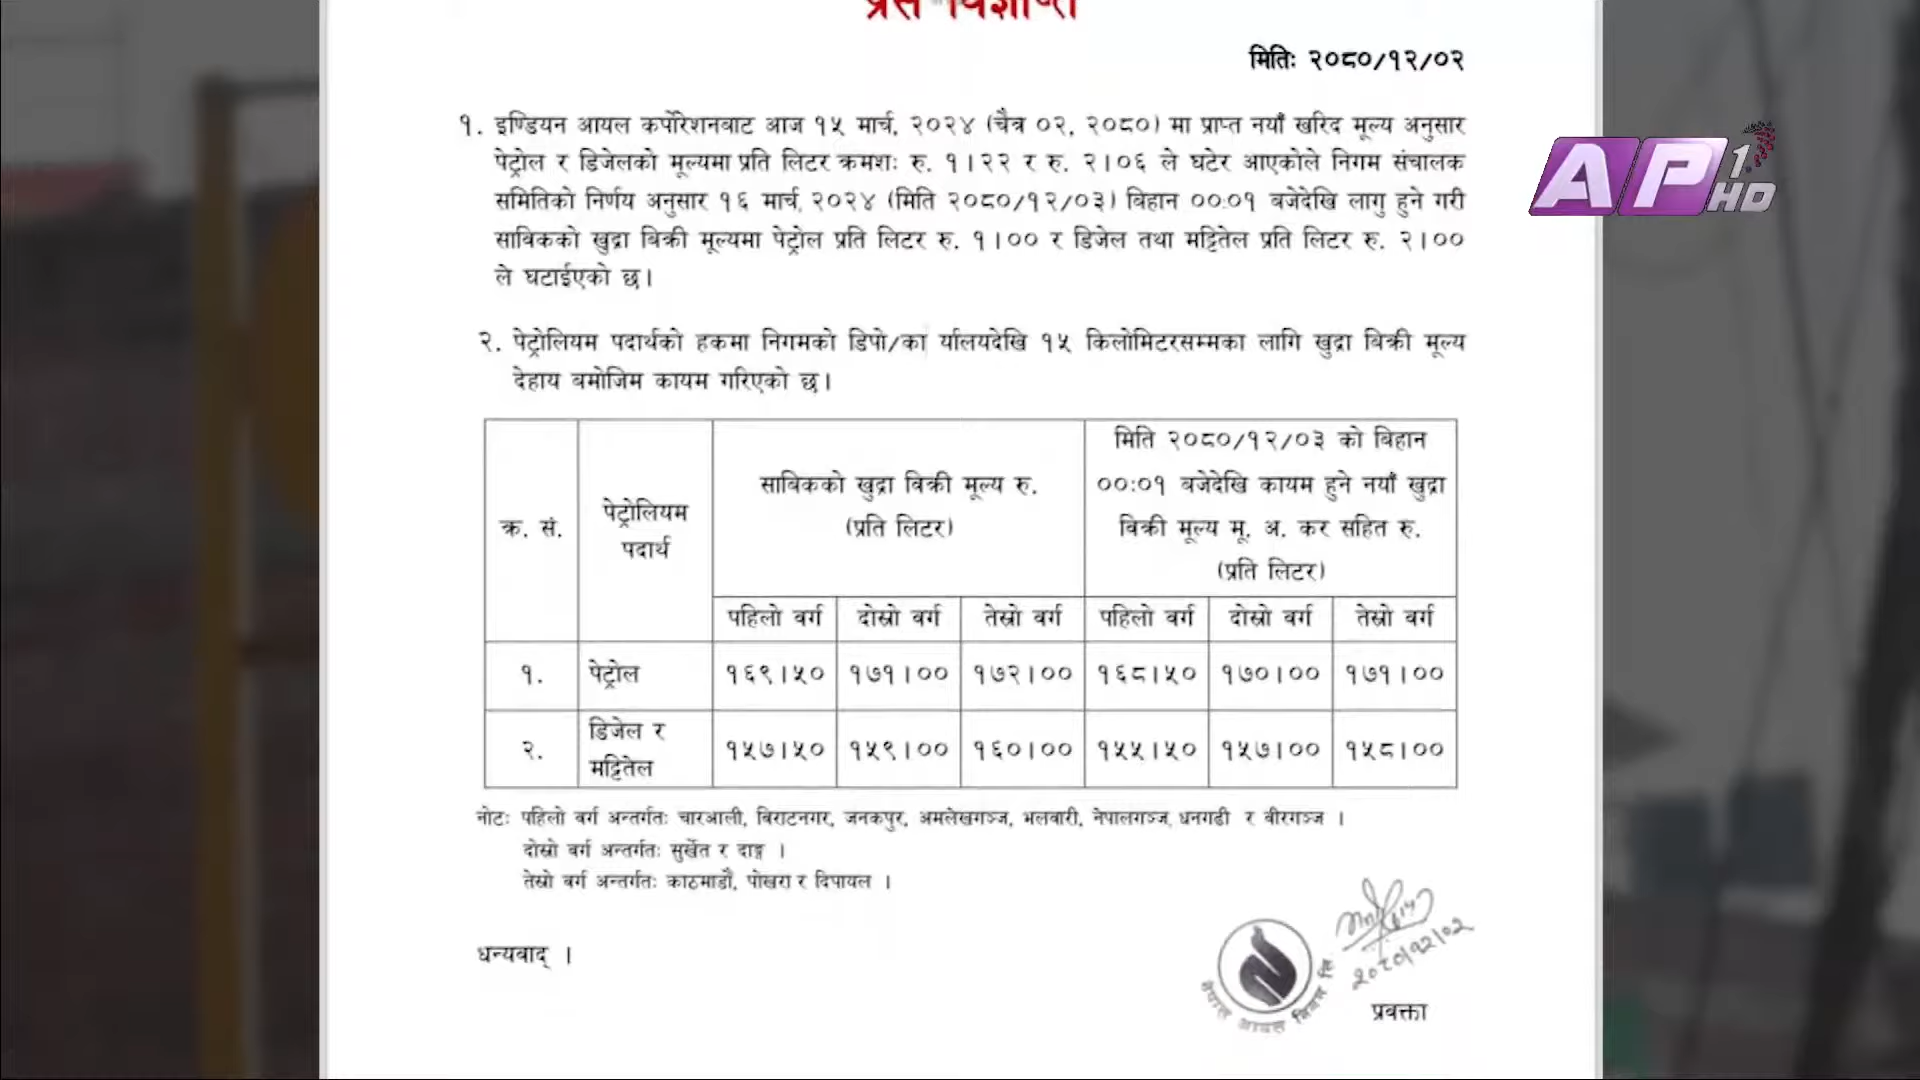 प्रेस विज्ञप्ति
मितिः २०८०/१२/०२
१. इण्डियन आयल कर्पोरेशनबाट आज १५ मार्च, २०२४ (चैत्र ०२, २०८०) मा प्राप्त नयाँ खरिद मूल्य अनुसार
पेट्रोल र डिजेलको मूल्यमा प्रति लिटर क्रमशः रु. १।२२ र रु. २।०६ ले घटेर आएकोले निगम संचालक
समितिको निर्णय अनुसार १६ मार्च, २०२४ (मिति २०८०/१२/०३) बिहान ००:०१ बजेदेखि लागु हुने गरी
साबिकको खुद्रा बिक्री मूल्यमा पेट्रोल प्रति लिटर रु. १।०० र डिजेल तथा मट्टितेल प्रति लिटर रु. २।००
ले घटाईएको छ।
२. पेट्रोलियम पदार्थको हकमा निगमको डिपो/का र्यालयदेखि १५ किलोमिटरसम्मका लागि खुद्रा बिक्री मूल्य
देहाय बमोजिम कायम गरिएको छ।
क्र. सं.
पेट्रोलियम
पदार्थ
साबिकको खुद्रा विक्री मूल्य रु.
(प्रति लिटर)
मिति २०८०/१२/०३ को बिहान
००:०१ बजेदेखि कायम हुने नयाँ खुद्रा
विक्री मूल्य मू. अ. कर सहित रु.
(प्रति लिटर)
पहिलो वर्ग दोस्रो वर्ग तेस्रो वर्ग पहिलो वर्ग दोस्रो वर्ग तेस्रो वर्ग
१. पेट्रोल १६९।५० १७१।०० १७२।०० १६८।५० १७०।०० १७१।००
२. डिजेल र
मट्टितेल १५७।५० १५९।०० १६०।०० १५५।५० १५७।०० १५८।००
नोटः पहिलो वर्ग अन्तर्गतः चारआली, विराटनगर, जनकपुर, अमलेखगञ्ज, भलवारी, नेपालगञ्ज, धनगढी र वीरगञ्ज ।
दोस्रो वर्ग अन्तर्गतः सुर्खेत र दाङ्ग ।
तेस्रो वर्ग अन्तर्गतः काठमाडौं, पोखरा र दिपायल ।
धन्यवाद् ।
नेपाल आयल निगम लि.
२०८०/१२/०२
प्रवक्ता
AP1 HD